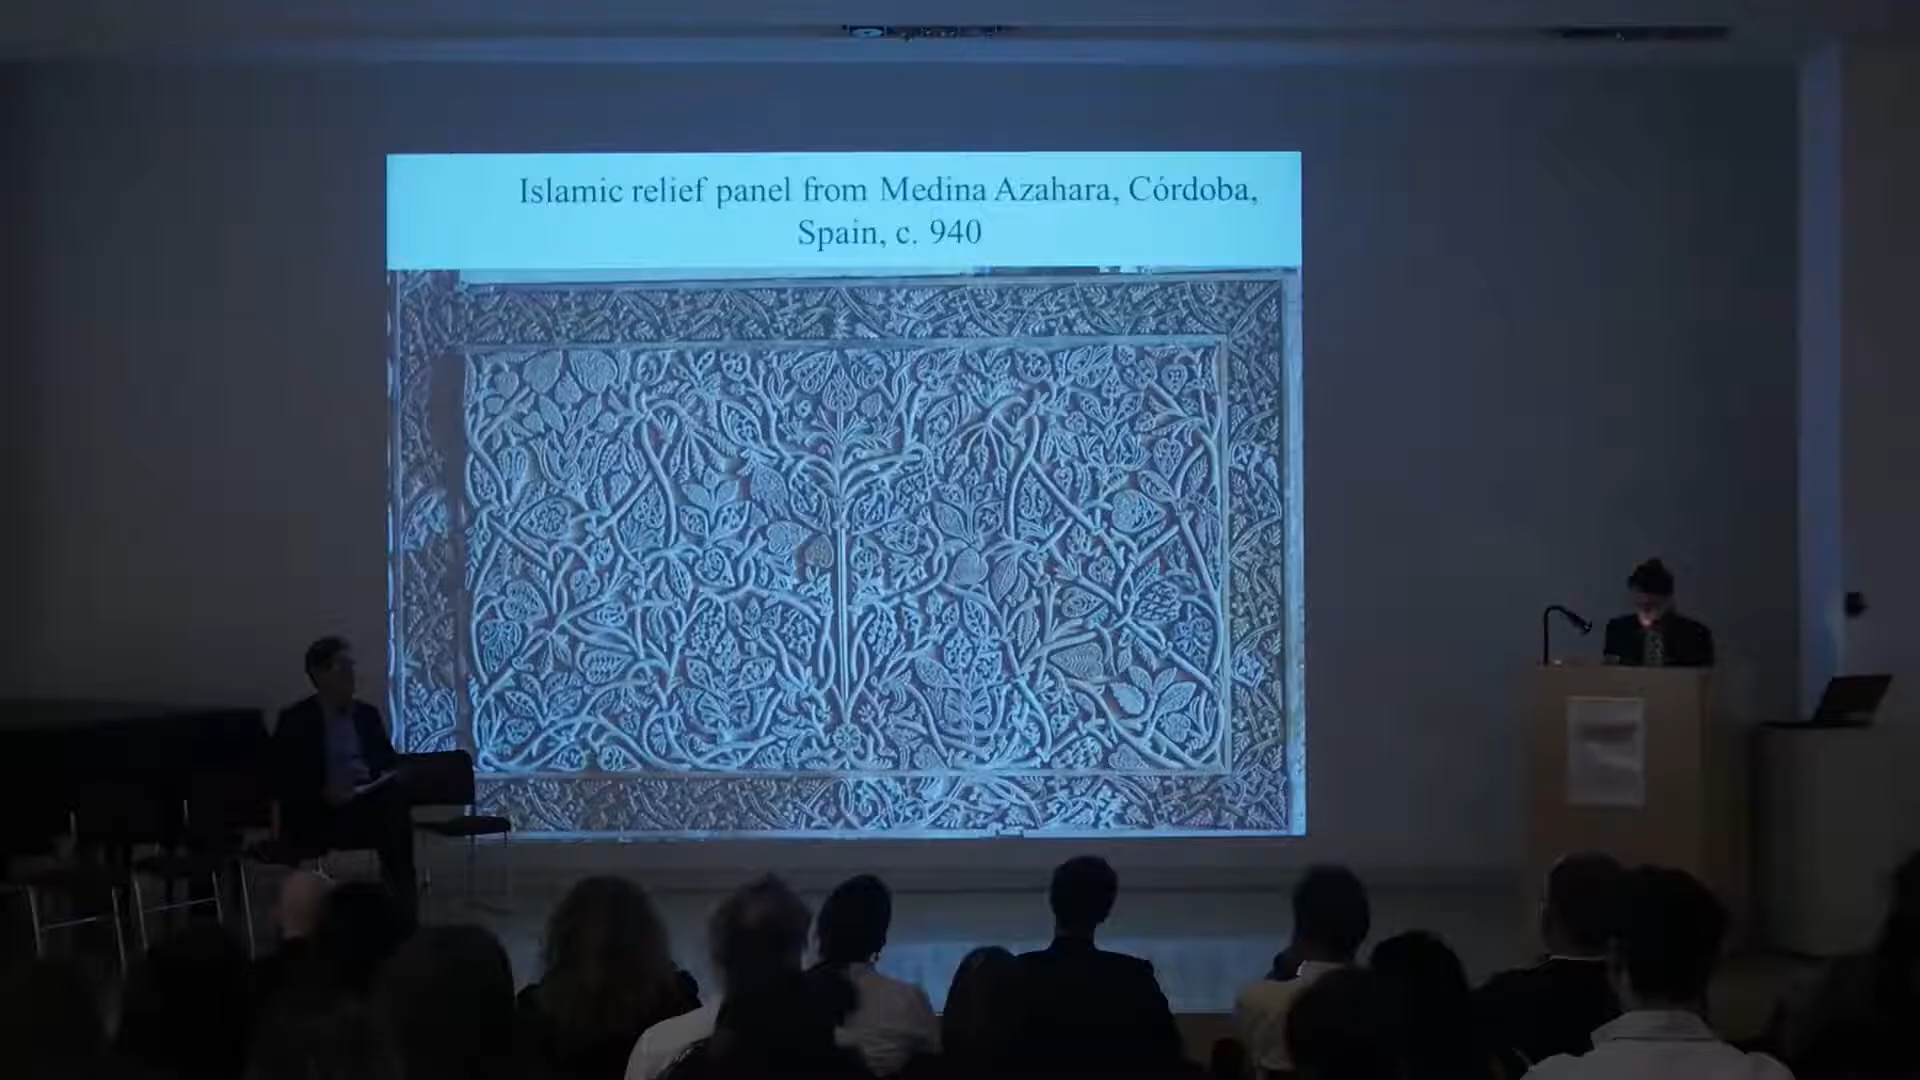 Islamic relief panel from Medina Azahara, Córdoba,
Spain, c. 940